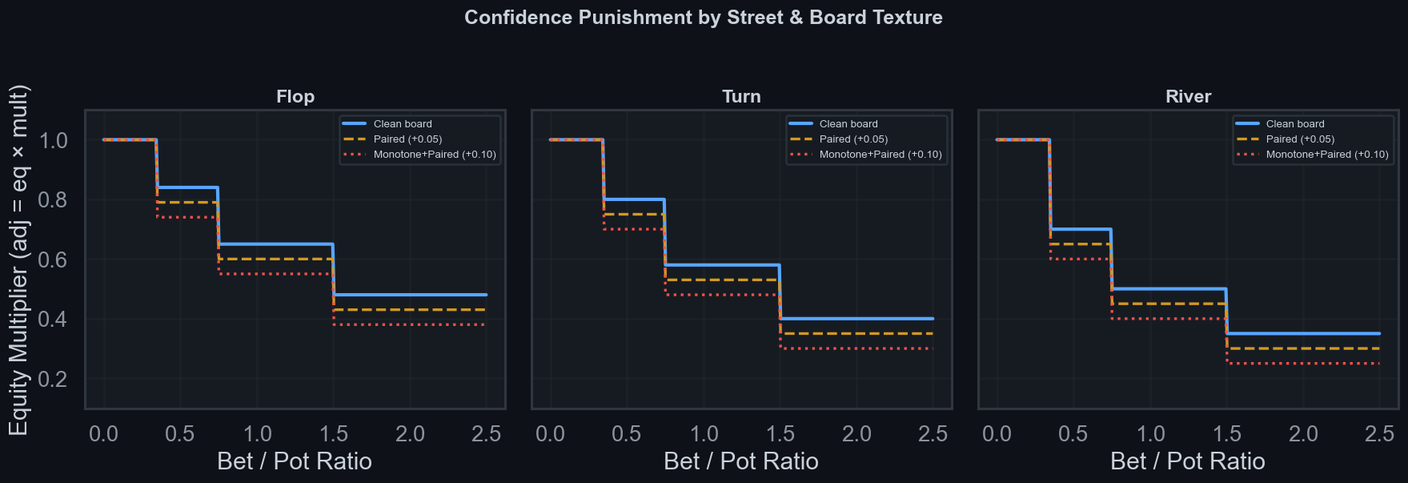 Confidence Punishment by Street & Board Texture
Equity Multiplier (adj = eq × mult)
Flop
1.0
0.8
0.6
0.4
0.2
Clean board
Paired (+0.05)
Monotone+Paired (+0.10)
0.0 0.5 1.0 1.5 2.0 2.5
Bet / Pot Ratio
Turn
Clean board
Paired (+0.05)
Monotone+Paired (+0.10)
0.0 0.5 1.0 1.5 2.0 2.5
Bet / Pot Ratio
River
Clean board
Paired (+0.05)
Monotone+Paired (+0.10)
0.0 0.5 1.0 1.5 2.0 2.5
Bet / Pot Ratio